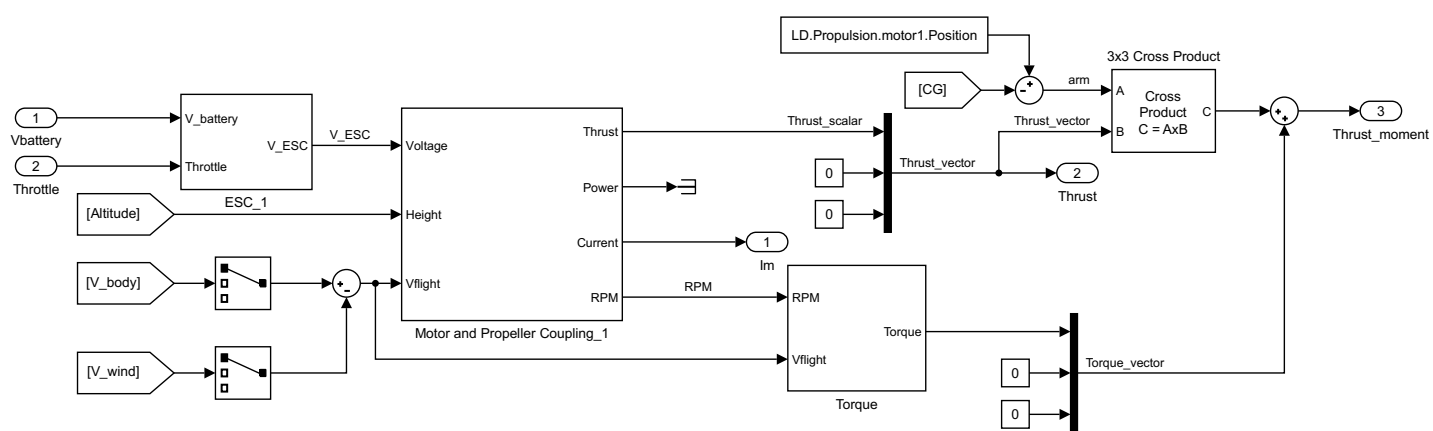 LD.Propulsion.motor1.Position
3x3 Cross Product
[CG]
-
+
arm
A
B
Cross
Product
C = AxB
C
+
+
3
Thrust_moment
1
Vbattery
2
Throttle
V_battery
Throttle
V_ESC
V_ESC
ESC_1
[Altitude]
[V_body]
[V_wind]
+
-
Voltage
Height
Vflight
Thrust
Power
Current
RPM
Motor and Propeller Coupling_1
Thrust_scalar
0
0
Thrust_vector
Thrust_vector
2
Thrust
1
Im
RPM
RPM
Vflight
Torque
Torque
0
0
Torque_vector